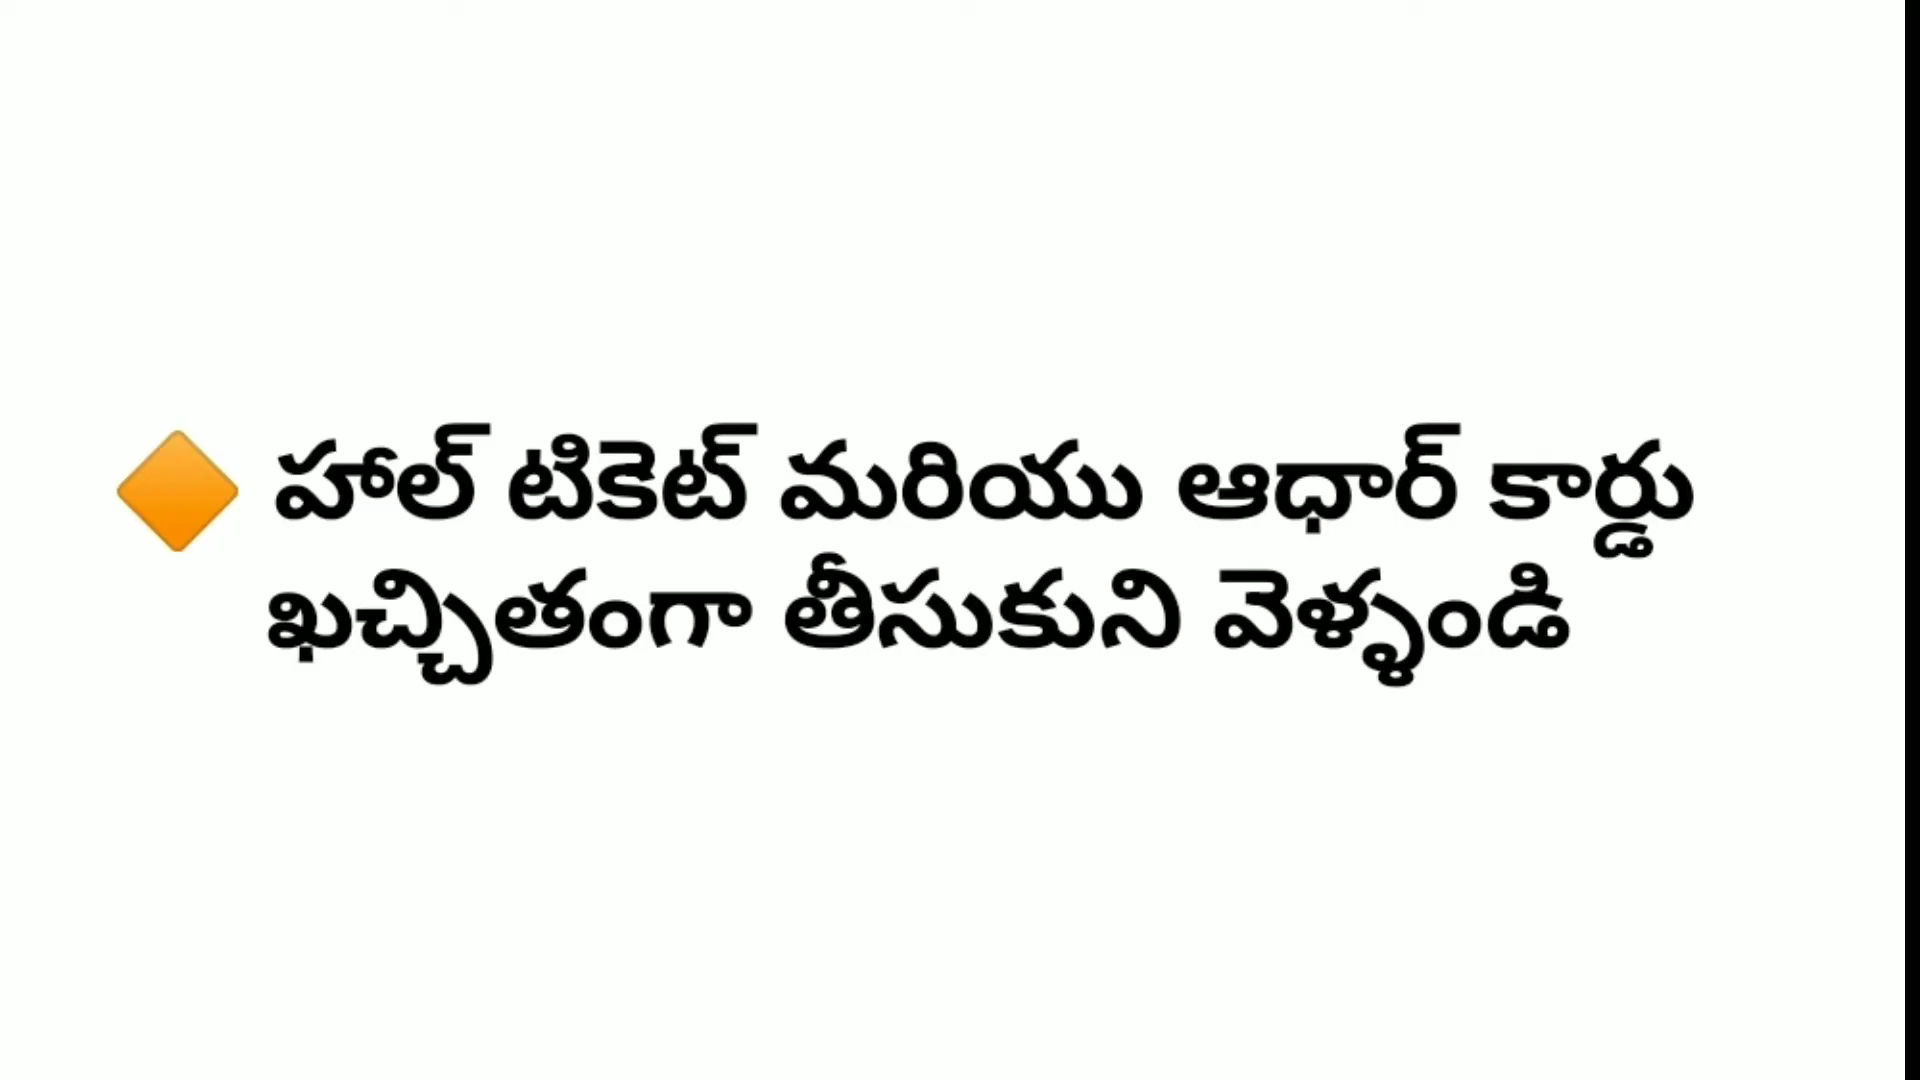 🔶 హాల్ టికెట్ మరియు ఆధార్ కార్డు
ఖచ్చితంగా తీసుకుని వెళ్ళండి